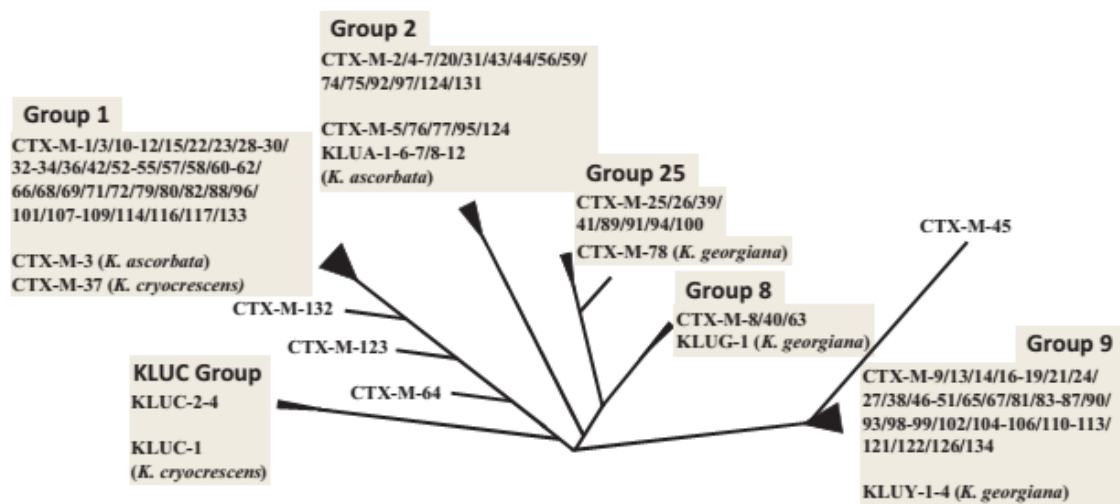 Group 1
CTX-M-1/3/10-12/15/22/23/28-30/
32-34/36/42/52-55/57/58/60-62/
66/68/69/71/72/79/80/82/88/96/
101/107-109/114/116/117/133
CTX-M-3 (K. ascorbata)
CTX-M-37 (K. cryocrescens)
Group 2
CTX-M-2/4-7/20/31/43/44/56/59/
74/75/92/97/124/131
CTX-M-5/76/77/95/124
KLUA-1-6-7/8-12
(K. ascorbata)
Group 25
CTX-M-25/26/39/
41/89/91/94/100
CTX-M-78 (K. georgiana)
CTX-M-45
Group 8
CTX-M-8/40/63
KLUG-1 (K. georgiana)
CTX-M-132
CTX-M-123
CTX-M-64
KLUC Group
KLUC-2-4
KLUC-1
(K. cryocrescens)
Group 9
CTX-M-9/13/14/16-19/21/24/
27/38/46-51/65/67/81/83-87/90/
93/98-99/102/104-106/110-113/
121/122/126/134
KLUY-1-4 (K. georgiana)